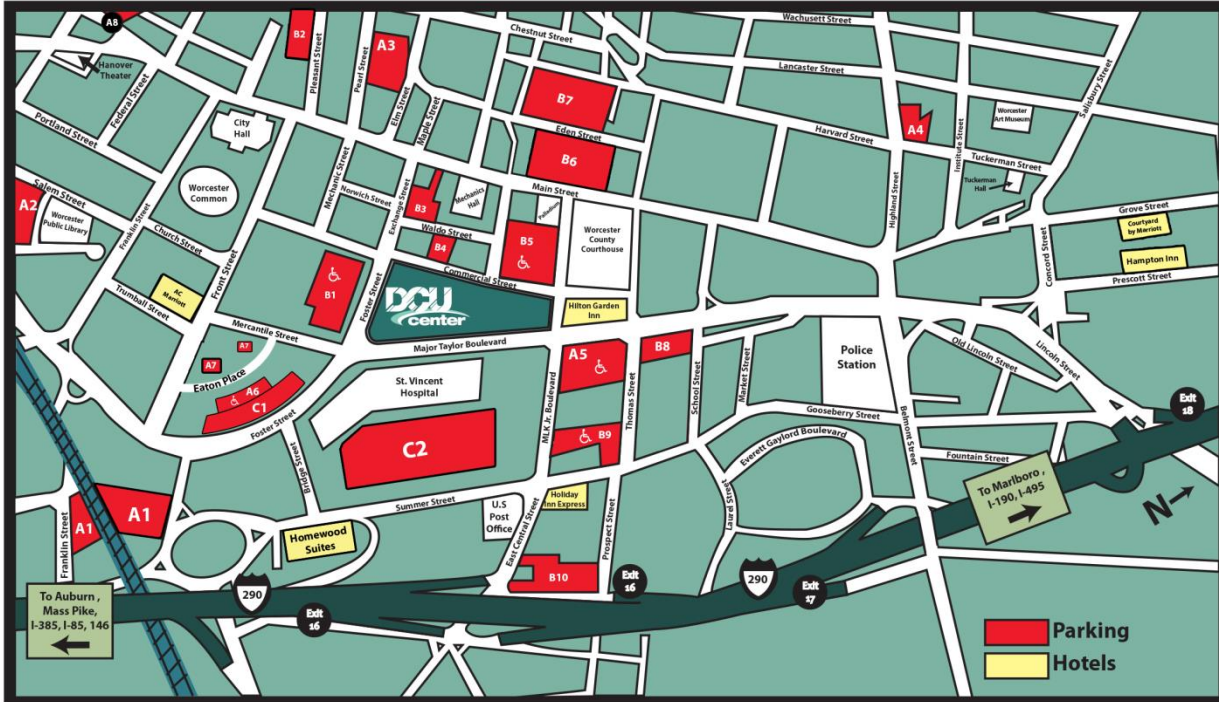 A8
Hanover
Theater
Federal Street
Portland Street
City
Hall
B2
Pleasant Street
Pearl Street
A3
Elm Street
Maple Street
Chestnut Street
B7
Eden Street
B6
Main Street
Wachusett Street
Lancaster Street
Harvard Street
A4
Highland Street
Institute Street
Worcester
Art Museum
Salisbury Street
Tuckerman Street
Tuckerman
Hall
Grove Street
Courtyard
by Marriott
Hampton Inn
Prescott Street
Concord Street
Salem Street
A2
Worcester
Public Library
Worcester
Common
Franklin Street
Church Street
Front Street
Trumball Street
AC
Marriott
Mechanic Street
Norwich Street
Exchange Street
B3
Mechanics
Hall
Waldo Street
B4
Palladium
B5
Worcester
County
Courthouse
Commercial Street
B1
Foster Street
DCU
center
Hilton Garden
Inn
Mercantile Street
Major Taylor Boulevard
A7
A7
Eaton Place
A6
C1
Foster Street
St. Vincent
Hospital
C2
MLK Jr. Boulevard
A5
B8
Thomas Street
School Street
Market Street
B9
Police
Station
Old Lincoln Street
Lincoln Street
Gooseberry Street
Belmont Street
Everett Gaylord Boulevard
Fountain Street
Exit
18
To Marlboro ,
I-190, I-495
N
Bridge Street
Summer Street
U.S
Post
Office
Holiday
Inn Express
East Central Street
Prospect Street
Laurel Street
A1
A1
Franklin Street
Homewood
Suites
B10
Exit
16
290
Exit
17
290
Exit
16
To Auburn ,
Mass Pike,
I-385, I-85, 146
Parking
Hotels